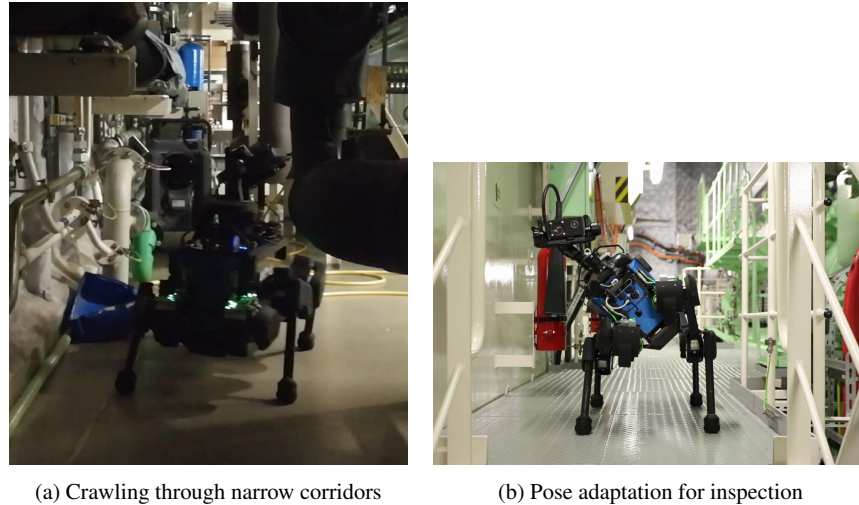 (a) Crawling through narrow corridors
(b) Pose adaptation for inspection